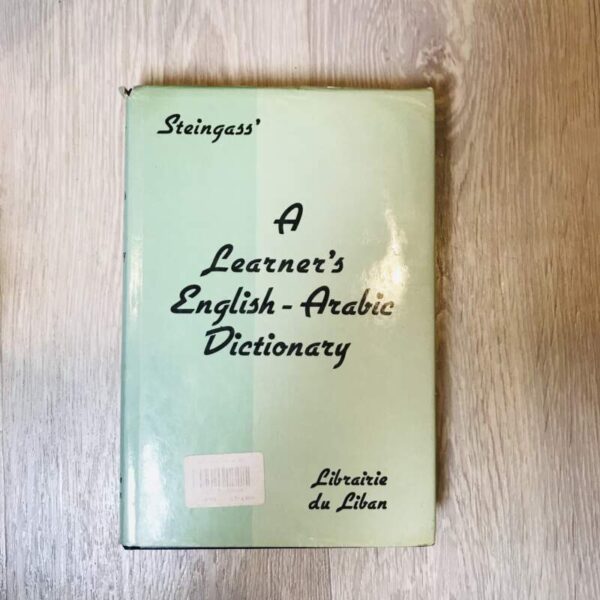 Steingass'
A
Learner's
English - Arabic
Dictionary
Librairie
du Liban